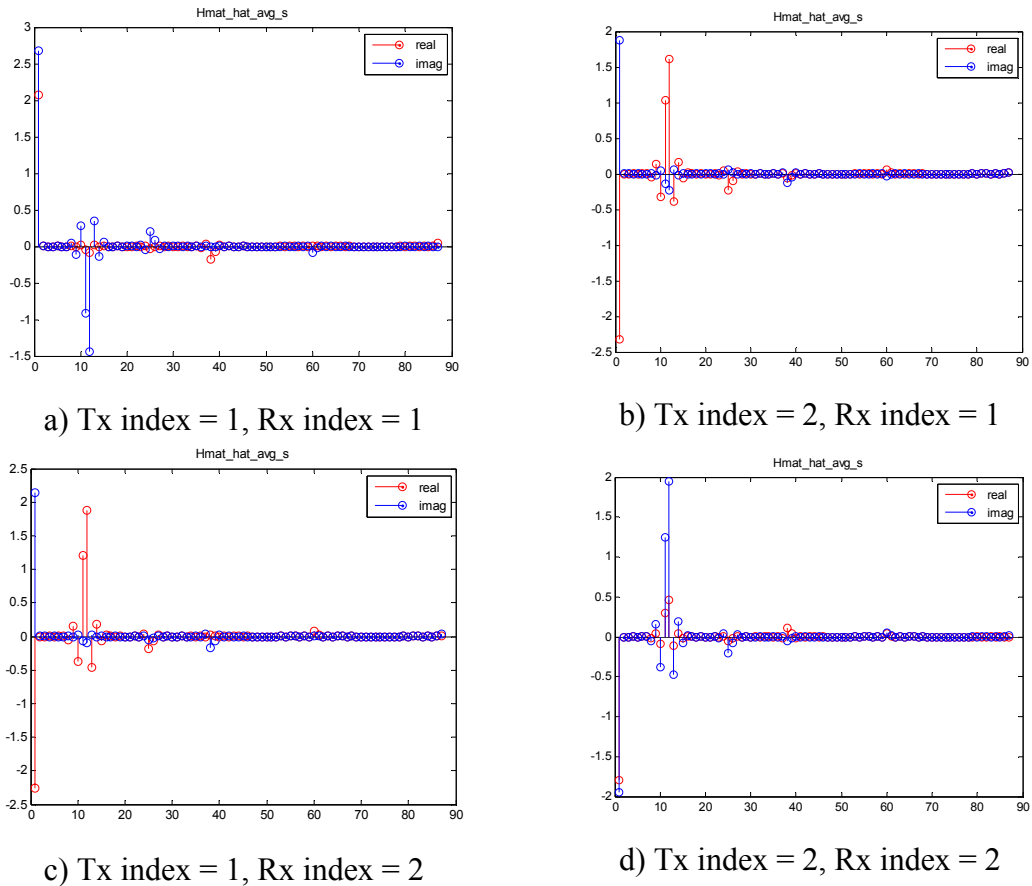 Hmat_hat_avg_s
3
2.5
2
1.5
1
0.5
0
-0.5
-1
-1.5
0 10 20 30 40 50 60 70 80 90
real
imag
a) Tx index = 1, Rx index = 1
Hmat_hat_avg_s
2
1.5
1
0.5
0
-0.5
-1
-1.5
-2
-2.5
0 10 20 30 40 50 60 70 80 90
real
imag
b) Tx index = 2, Rx index = 1
Hmat_hat_avg_s
2.5
2
1.5
1
0.5
0
-0.5
-1
-1.5
-2
-2.5
0 10 20 30 40 50 60 70 80 90
real
imag
c) Tx index = 1, Rx index = 2
Hmat_hat_avg_s
2
1.5
1
0.5
0
-0.5
-1
-1.5
-2
0 10 20 30 40 50 60 70 80 90
real
imag
d) Tx index = 2, Rx index = 2